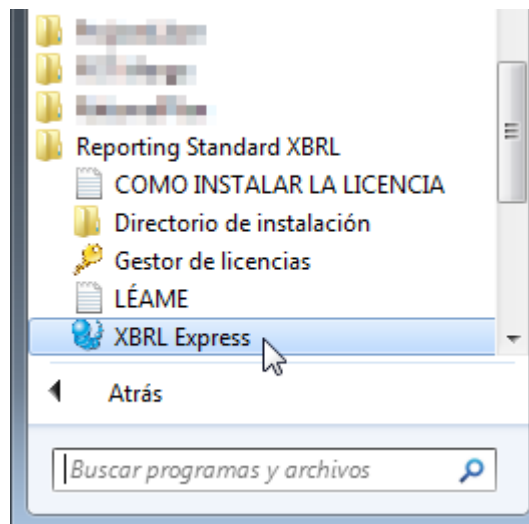 Reporting Standard XBRL
COMO INSTALAR LA LICENCIA
Directorio de instalación
Gestor de licencias
LÉAME
XBRL Express
Atrás
Buscar programas y archivos